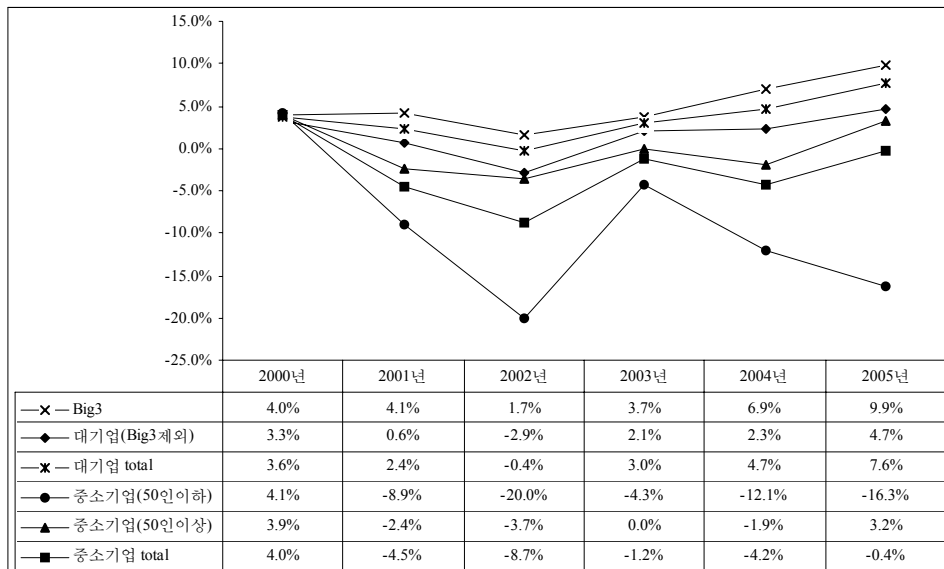 15.0%
10.0%
5.0%
0.0%
-5.0%
-10.0%
-15.0%
-20.0%
-25.0%
2000년 2001년 2002년 2003년 2004년 2005년
Big3 4.0% 4.1% 1.7% 3.7% 6.9% 9.9%
대기업(Big3제외) 3.3% 0.6% -2.9% 2.1% 2.3% 4.7%
대기업 total 3.6% 2.4% -0.4% 3.0% 4.7% 7.6%
중소기업(50인이하) 4.1% -8.9% -20.0% -4.3% -12.1% -16.3%
중소기업(50인이상) 3.9% -2.4% -3.7% 0.0% -1.9% 3.2%
중소기업 total 4.0% -4.5% -8.7% -1.2% -4.2% -0.4%